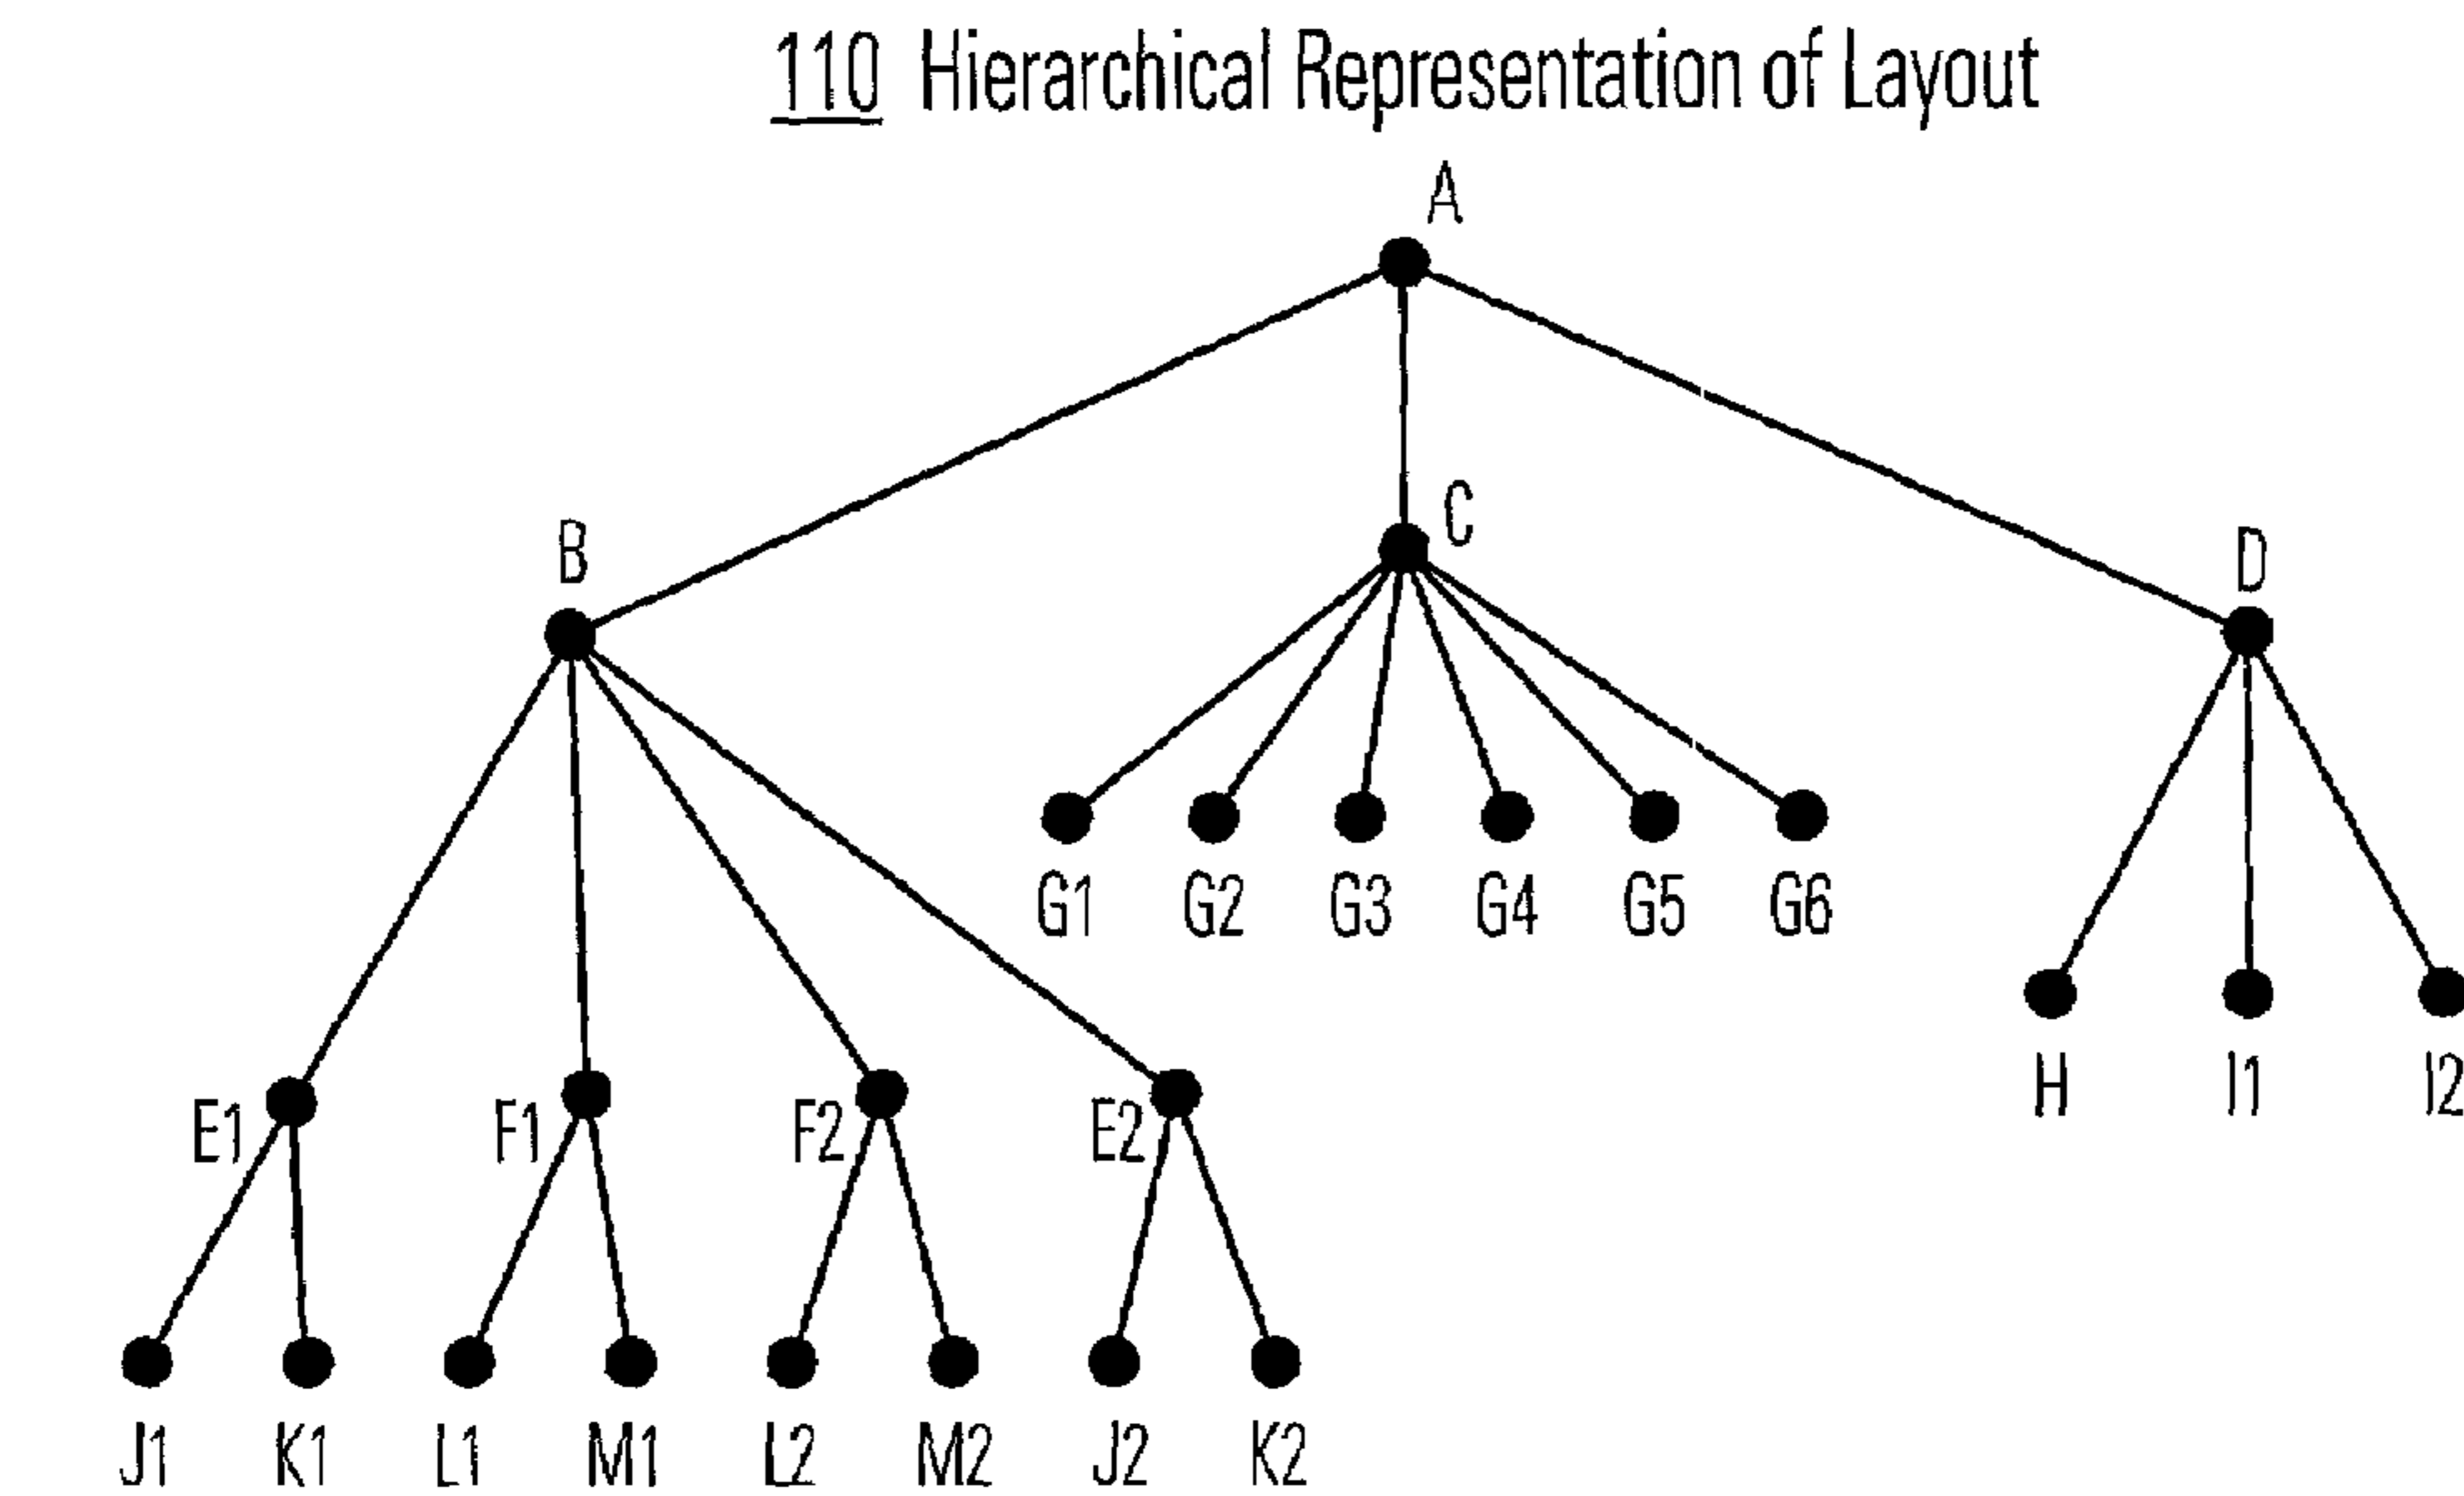 110 Hierarchical Representation of Layout
A
B
C
D
G1 G2 G3 G4 G5 G6
H I1 I2
E1 F1 F2 E2
J1 K1 L1 M1 L2 M2 J2 K2